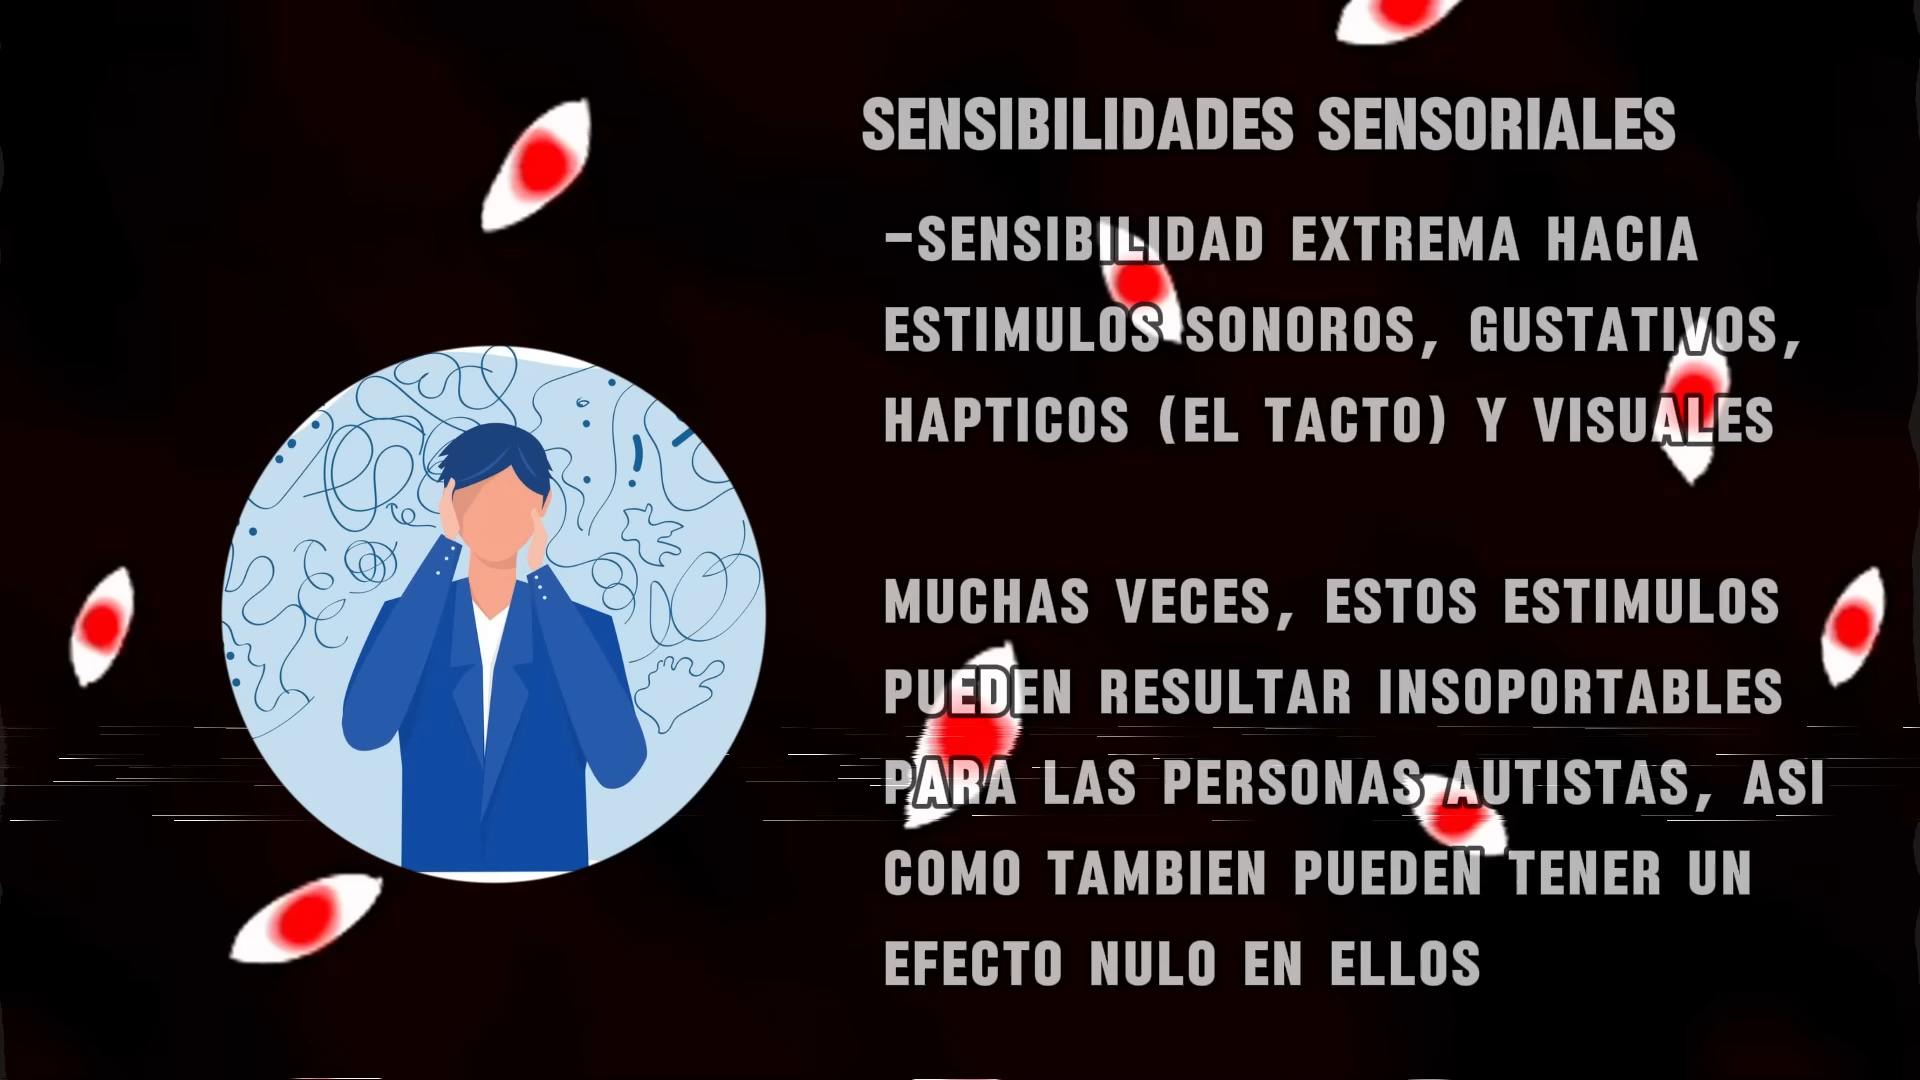 SENSIBILIDADES SENSORIALES
-SENSIBILIDAD EXTREMA HACIA
ESTIMULOS SONOROS, GUSTATIVOS,
HAPTICOS (EL TACTO) Y VISUALES
MUCHAS VECES, ESTOS ESTIMULOS
PUEDEN RESULTAR INSOPORTABLES
PARA LAS PERSONAS AUTISTAS, ASI
COMO TAMBIEN PUEDEN TENER UN
EFECTO NULO EN ELLOS